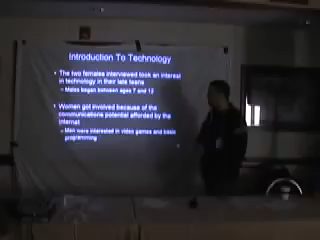 Introduction To Technology
• The two females interviewed took an interest
in technology in their late teens
– Males began between ages 7 and 12
• Women got involved because of the
communications potential afforded by the
internet
– Men were interested in video games and basic
programming